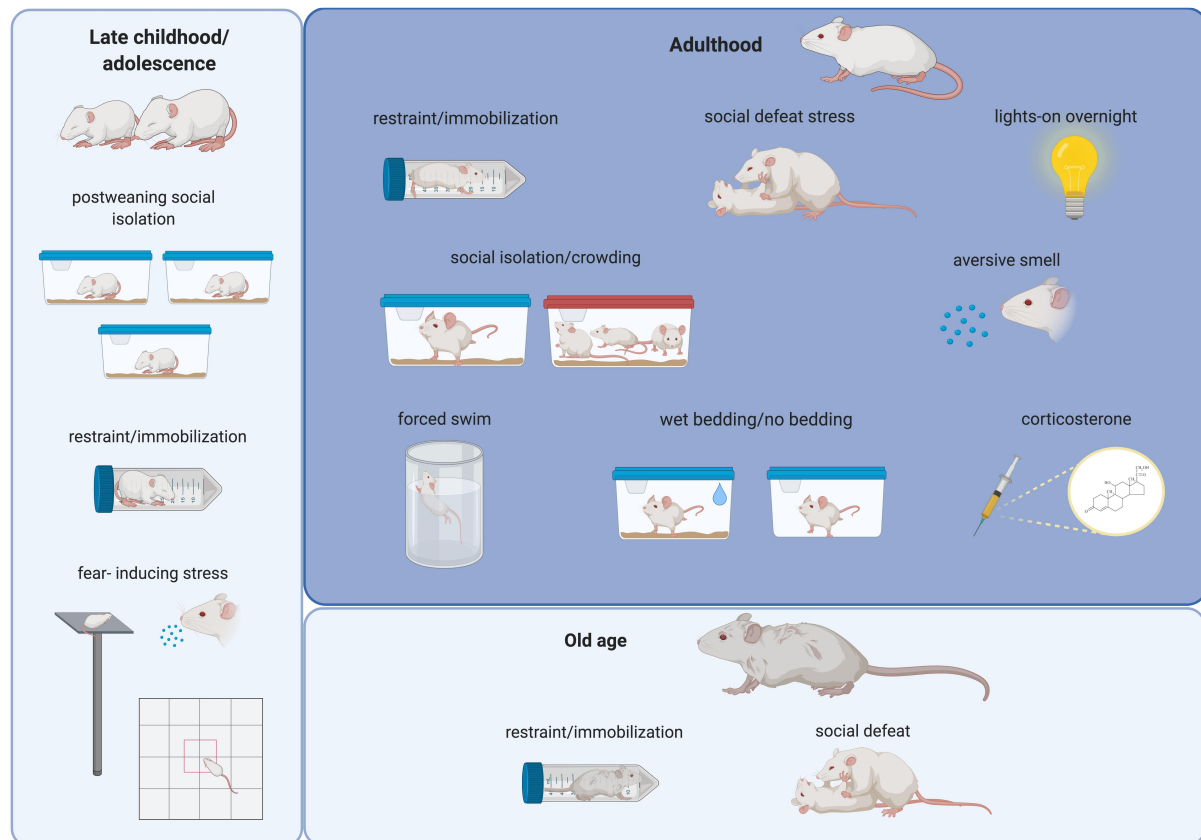 Late childhood/
adolescence
postweaning social
isolation
restraint/immobilization
fear- inducing stress
Adulthood
restraint/immobilization
social defeat stress
lights-on overnight
social isolation/crowding
aversive smell
forced swim
wet bedding/no bedding
corticosterone
Old age
restraint/immobilization
social defeat